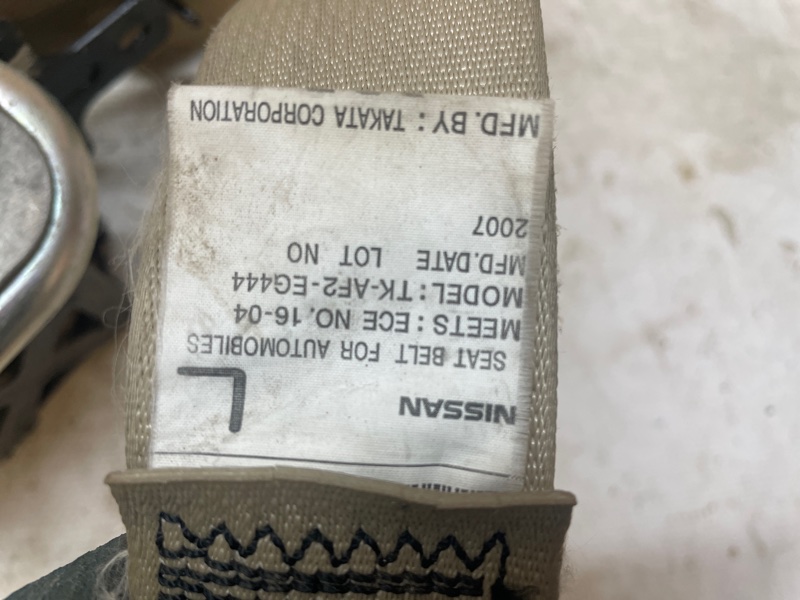 NISSAN L
SEAT BELT FOR AUTOMOBILES
MEETS : ECE NO. 16-04
MODEL : TK-AF2-EG444
MFD.DATE LOT NO
2007
MFD. BY : TAKATA CORPORATION